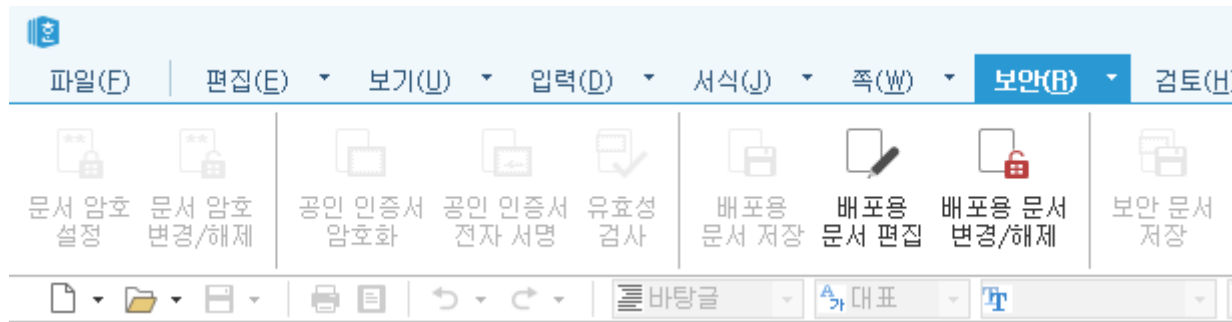 파일(F) 편집(E) 보기(U) 입력(D) 서식(J) 쪽(W) 보안(R) 검토(H)
문서 암호 설정 문서 암호 변경/해제 공인 인증서 암호화 공인 인증서 전자 서명 유효성 검사 배포용 문서 저장 배포용 문서 편집 배포용 문서 변경/해제 보안 문서 저장
바탕글 대표